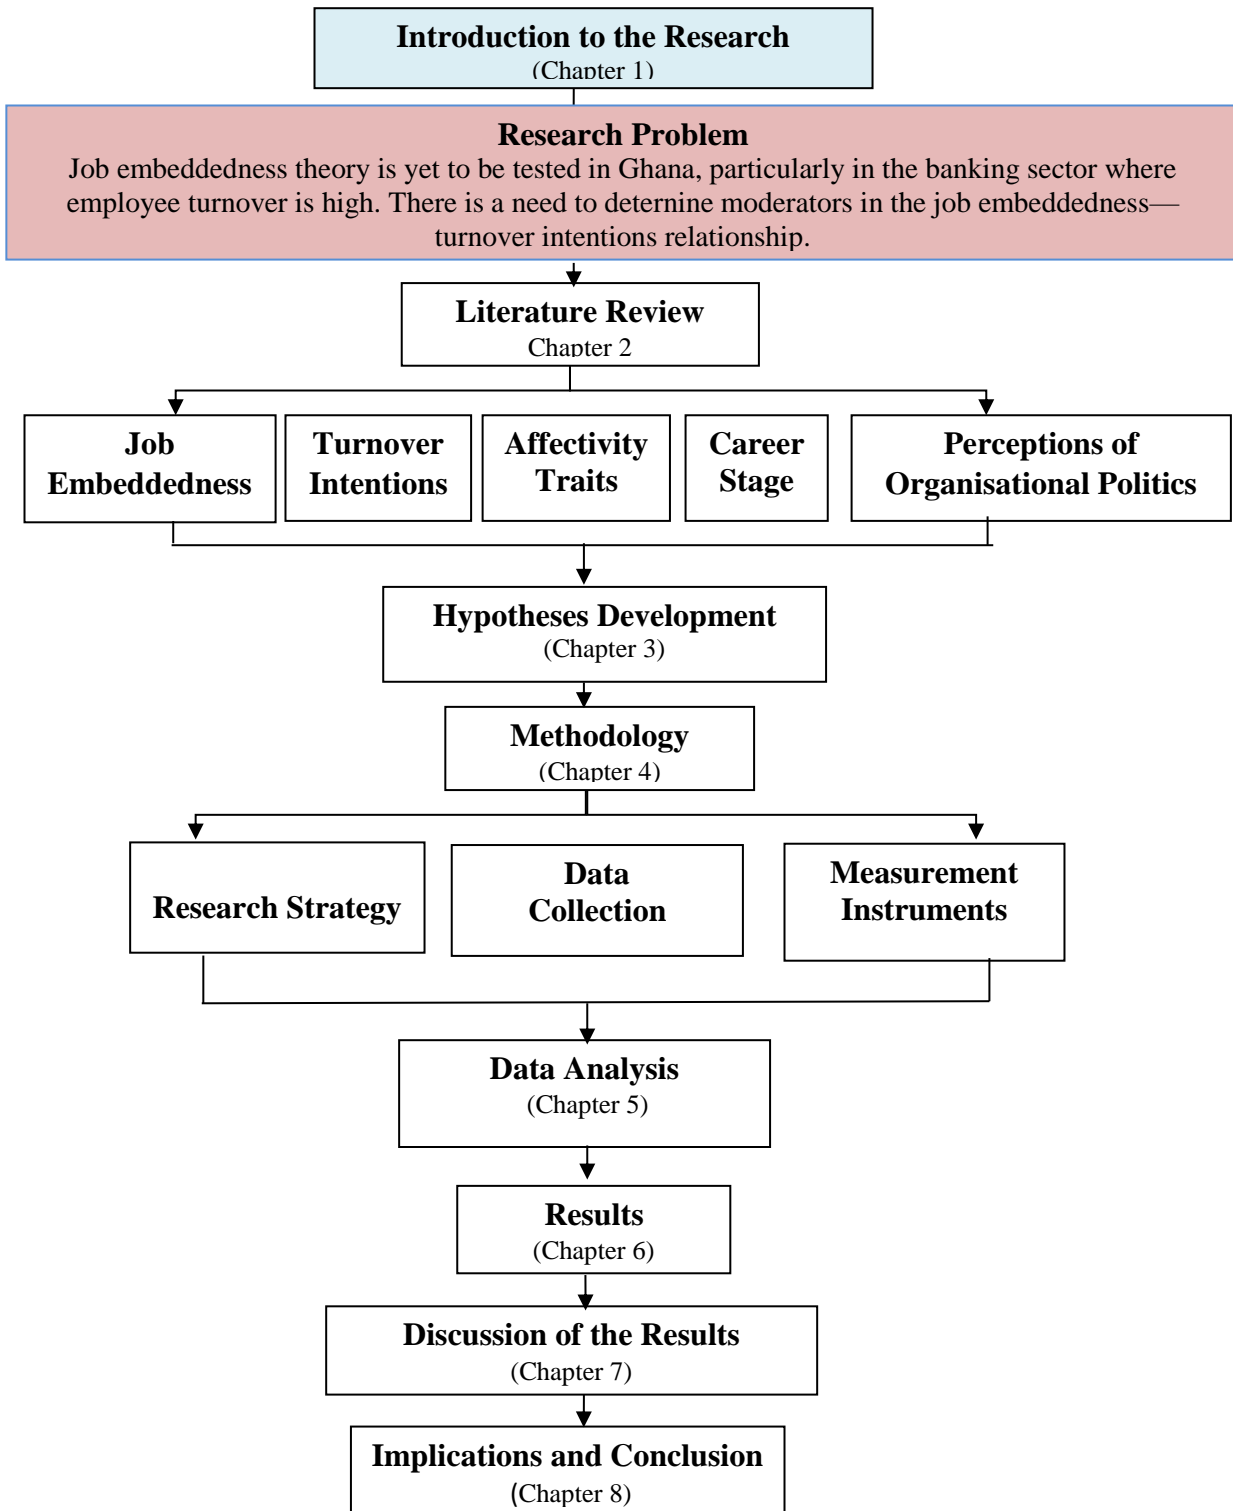 Introduction to the Research
(Chapter 1)
Research Problem
Job embeddedness theory is yet to be tested in Ghana, particularly in the banking sector where
employee turnover is high. There is a need to deternine moderators in the job embeddedness—
turnover intentions relationship.
Literature Review
Chapter 2
Job
Embeddedness
Turnover
Intentions
Affectivity
Traits
Career
Stage
Perceptions of
Organisational Politics
Hypotheses Development
(Chapter 3)
Methodology
(Chapter 4)
Research Strategy
Data
Collection
Measurement
Instruments
Data Analysis
(Chapter 5)
Results
(Chapter 6)
Discussion of the Results
(Chapter 7)
Implications and Conclusion
(Chapter 8)